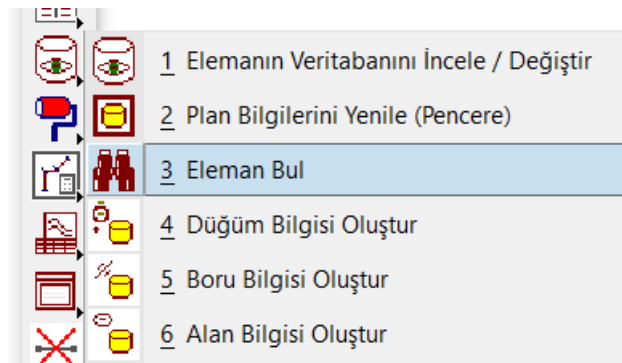 1 Elemanın Veritabanını İncele / Değiştir
2 Plan Bilgilerini Yenile (Pencere)
3 Eleman Bul
4 Düğüm Bilgisi Oluştur
5 Boru Bilgisi Oluştur
6 Alan Bilgisi Oluştur